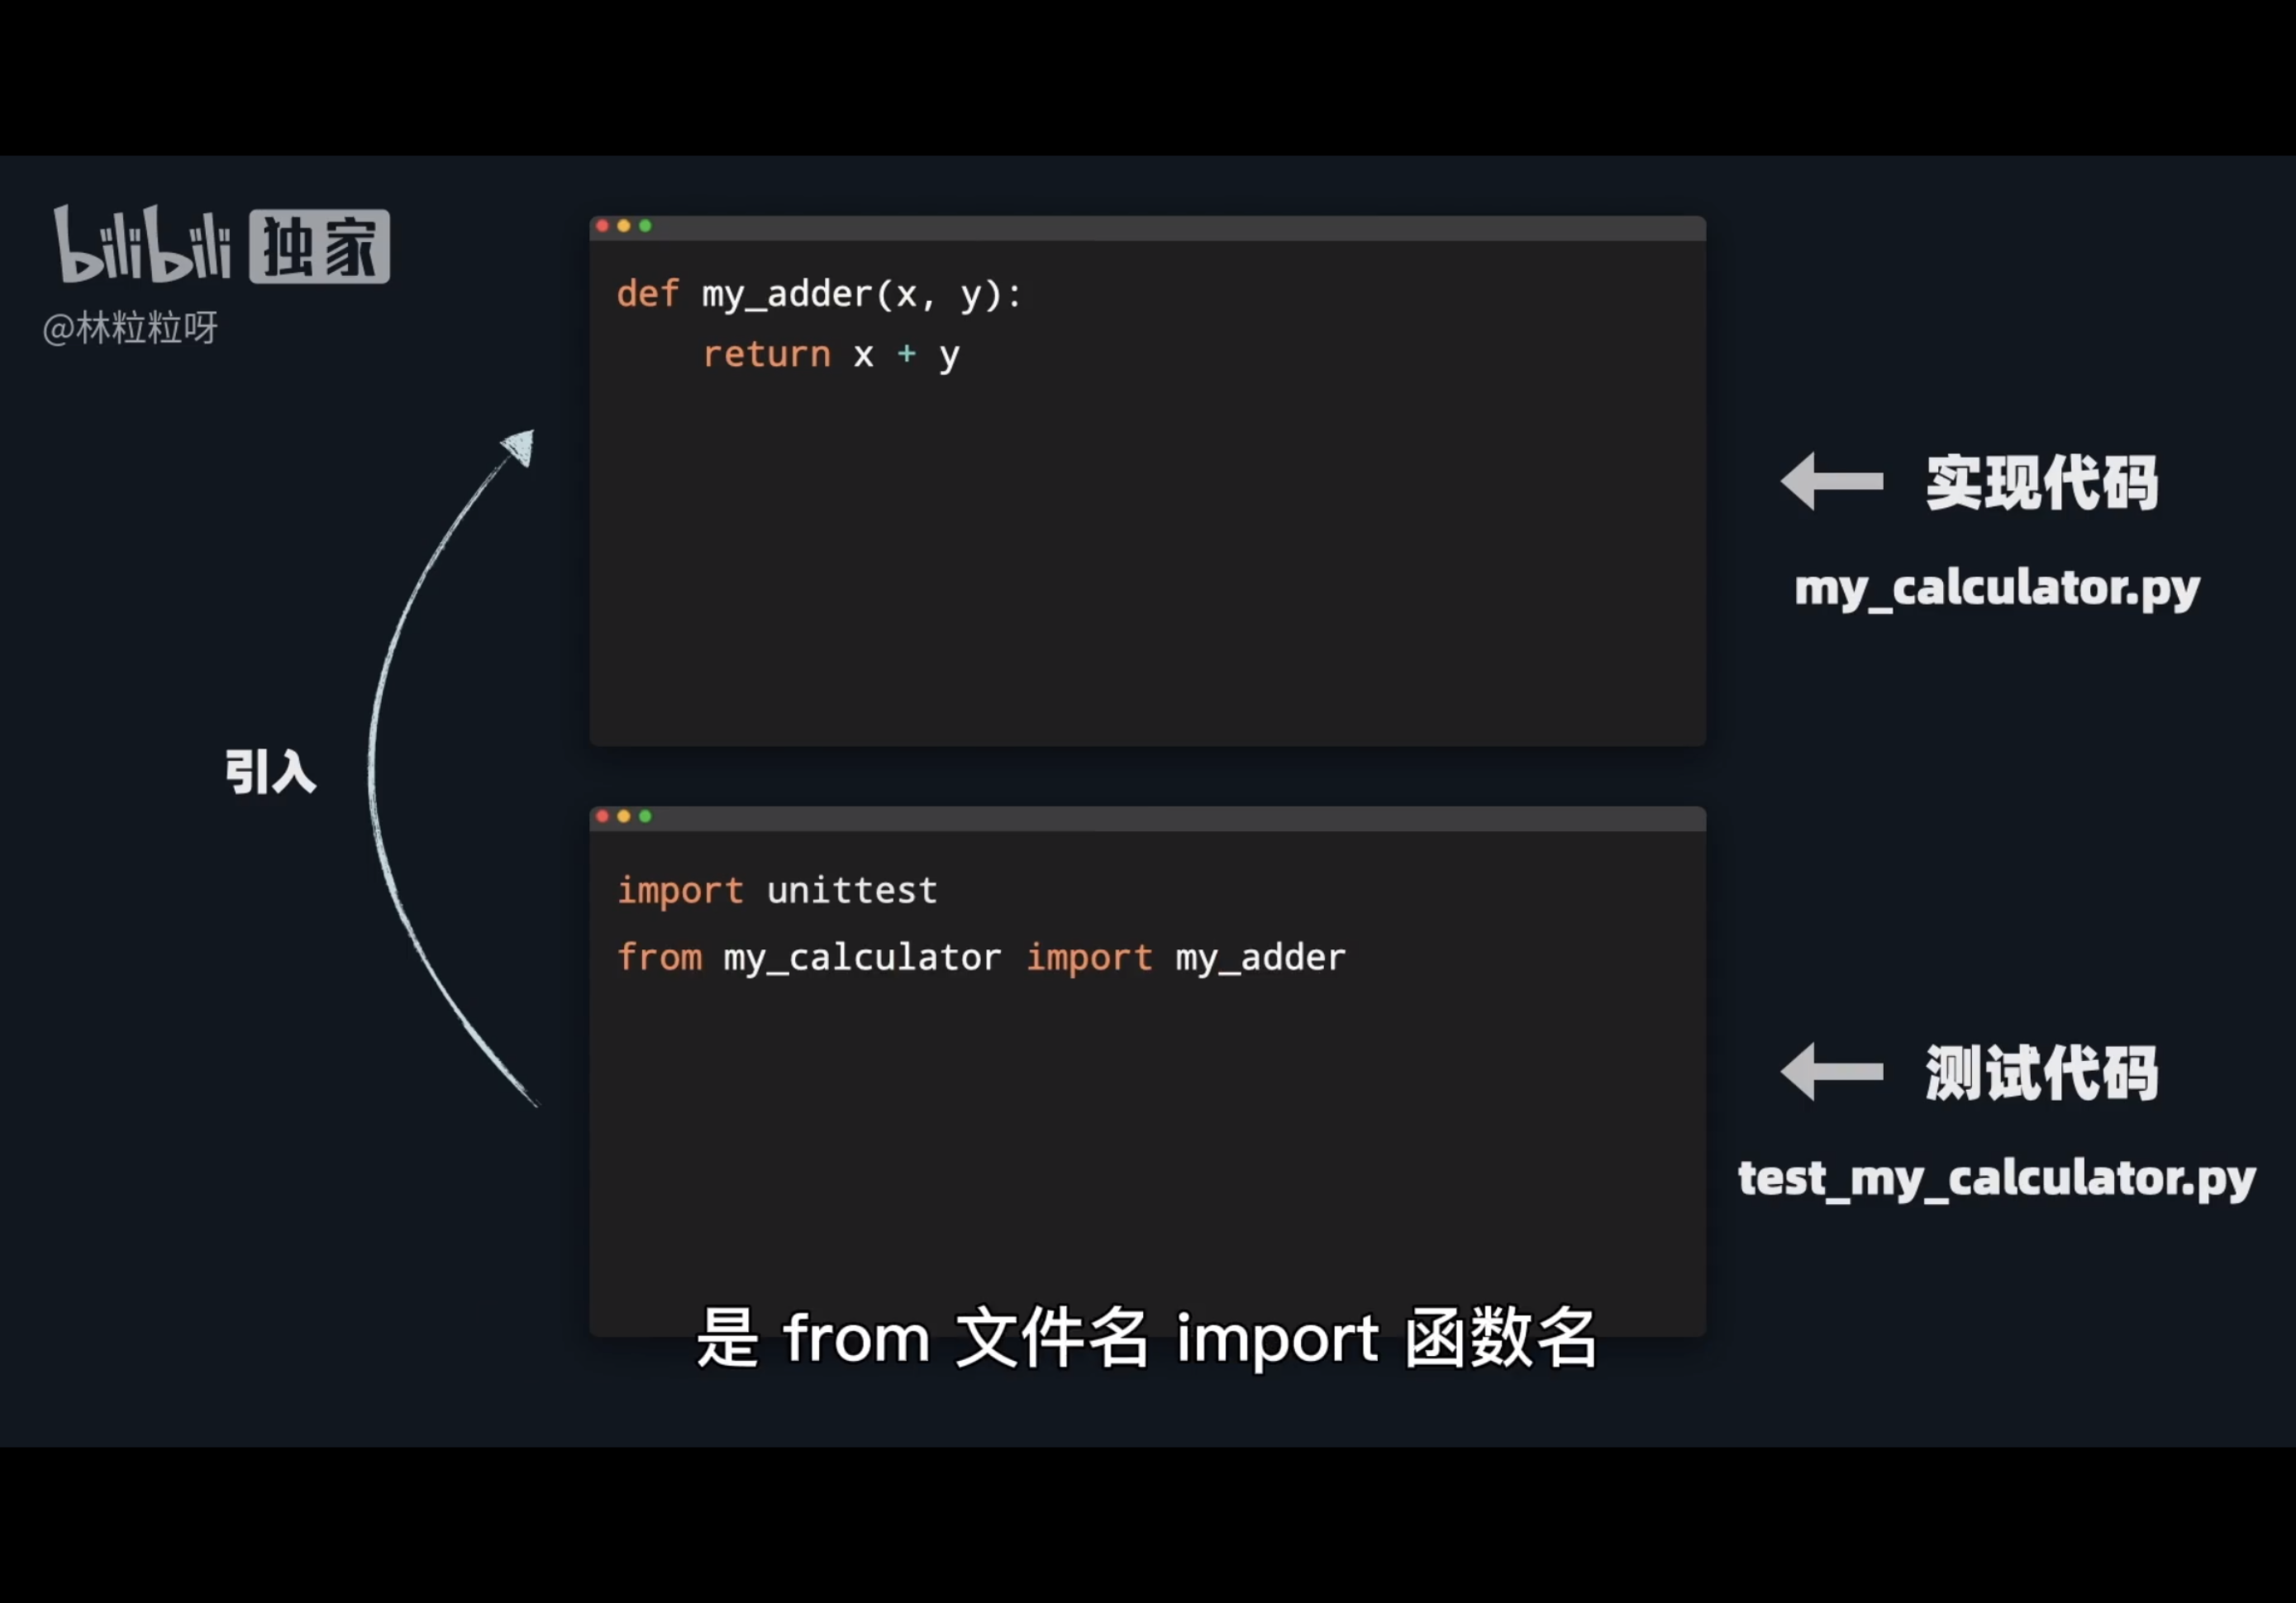 bilibili 独家
@林粒粒呀
def my_adder(x, y):
    return x + y
实现代码
my_calculator.py
引入
import unittest
from my_calculator import my_adder
测试代码
test_my_calculator.py
是 from 文件名 import 函数名